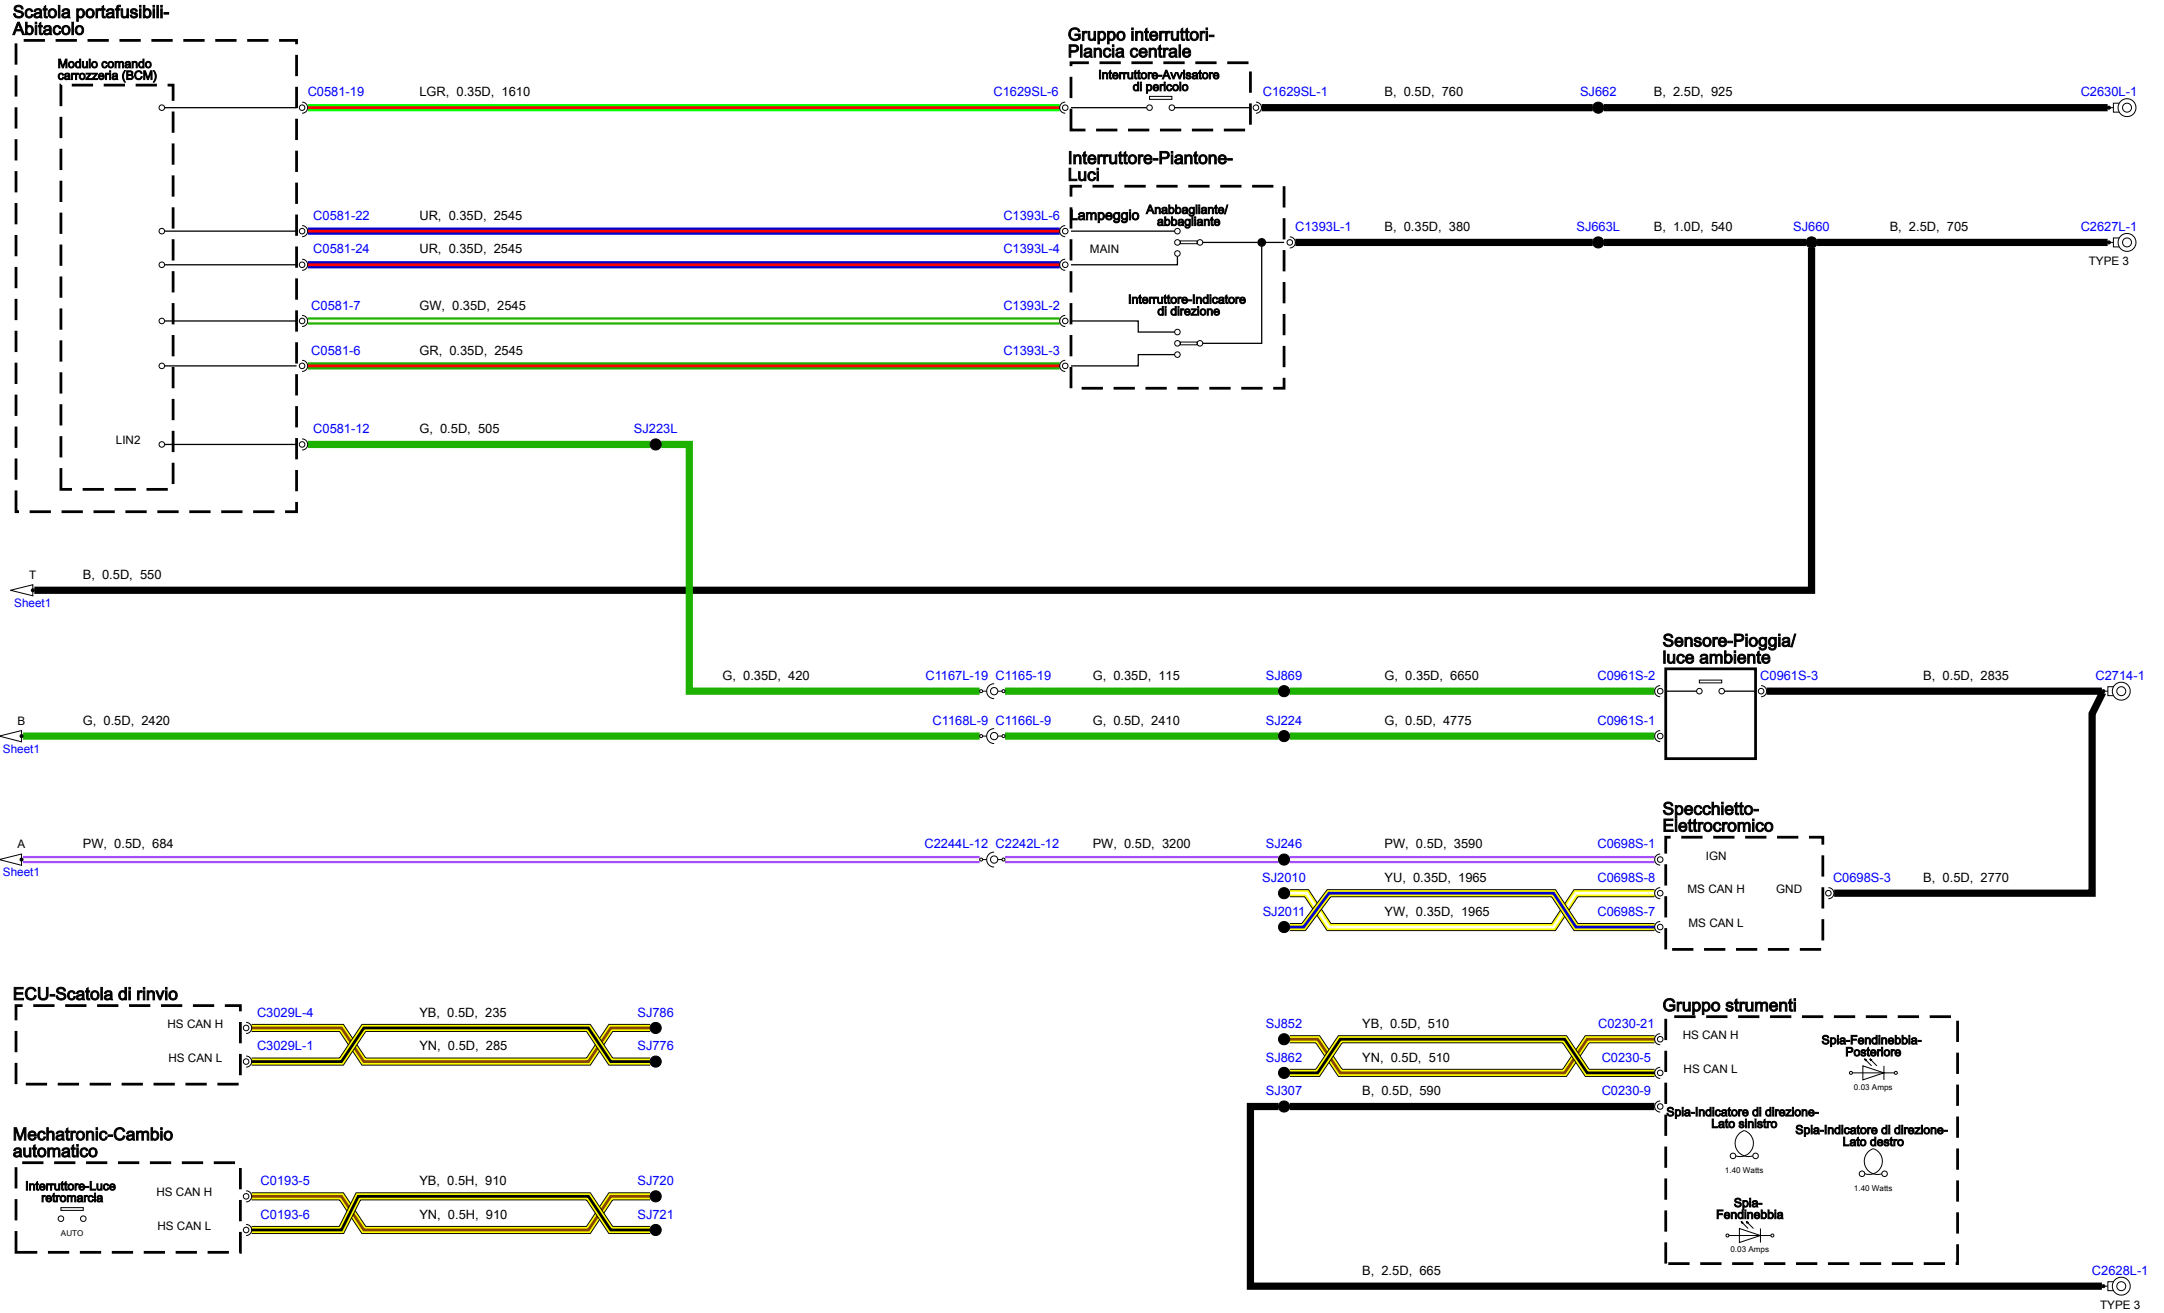 Scatola portafusibili-
Abitacolo
Modulo comando
carrozzeria (BCM)
C0581-19
LGR, 0.35D, 1610
C1629SL-6
Gruppo interruttori-
Plancia centrale
Interruttore-Avvisatore
di pericolo
C1629SL-1
B, 0.5D, 760
SJ662
B, 2.5D, 925
C2630L-1
Interruttore-Piantone-
Luci
C0581-22
UR, 0.35D, 2545
C1393L-6
Lampeggio
Anabbagliante/
abbagliante
C0581-24
UR, 0.35D, 2545
C1393L-4
MAIN
C1393L-1
B, 0.35D, 380
SJ663L
B, 1.0D, 540
SJ660
B, 2.5D, 705
C2627L-1
TYPE 3
C0581-7
GW, 0.35D, 2545
C1393L-2
Interruttore-Indicatore
di direzione
C0581-6
GR, 0.35D, 2545
C1393L-3
LIN2
C0581-12
G, 0.5D, 505
SJ223L
T
B, 0.5D, 550
Sheet1
Sensore-Pioggia/
luce ambiente
G, 0.35D, 420
C1167L-19
C1165-19
G, 0.35D, 115
SJ869
G, 0.35D, 6650
C0961S-2
C0961S-3
B, 0.5D, 2835
C2714-1
B
G, 0.5D, 2420
Sheet1
C1168L-9
C1166L-9
G, 0.5D, 2410
SJ224
G, 0.5D, 4775
C0961S-1
Specchietto-
Elettrocromico
A
PW, 0.5D, 684
Sheet1
C2244L-12
C2242L-12
PW, 0.5D, 3200
SJ246
PW, 0.5D, 3590
C0698S-1
IGN
SJ2010
YU, 0.35D, 1965
C0698S-8
MS CAN H
GND
C0698S-3
B, 0.5D, 2770
SJ2011
YW, 0.35D, 1965
C0698S-7
MS CAN L
ECU-Scatola di rinvio
HS CAN H
C3029L-4
YB, 0.5D, 235
SJ786
HS CAN L
C3029L-1
YN, 0.5D, 285
SJ776
Gruppo strumenti
SJ852
YB, 0.5D, 510
C0230-21
HS CAN H
SJ862
YN, 0.5D, 510
C0230-5
HS CAN L
SJ307
B, 0.5D, 590
C0230-9
Spia-Fendinebbia-
Posteriore
0.03 Amps
Spia-Indicatore di direzione-
Lato sinistro
1.40 Watts
Spia-Indicatore di direzione-
Lato destro
1.40 Watts
Spia-
Fendinebbia
0.03 Amps
Mechatronic-Cambio
automatico
Interruttore-Luce
retromarcia
AUTO
HS CAN H
C0193-5
YB, 0.5H, 910
SJ720
HS CAN L
C0193-6
YN, 0.5H, 910
SJ721
B, 2.5D, 665
C2628L-1
TYPE 3